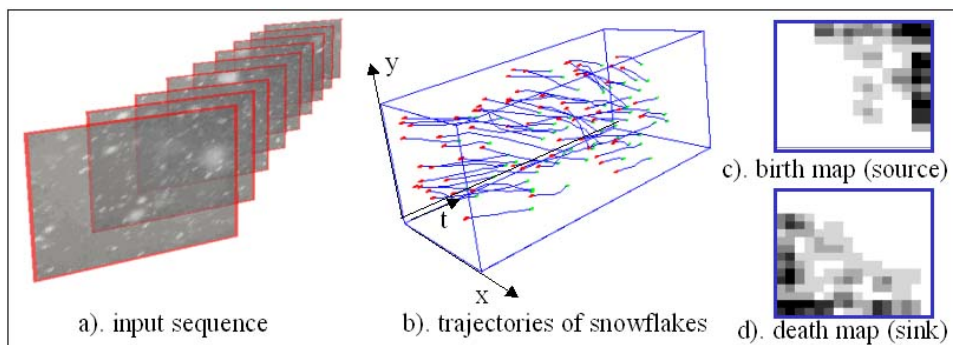 y
t
x
a). input sequence
b). trajectories of snowflakes
c). birth map (source)
d). death map (sink)